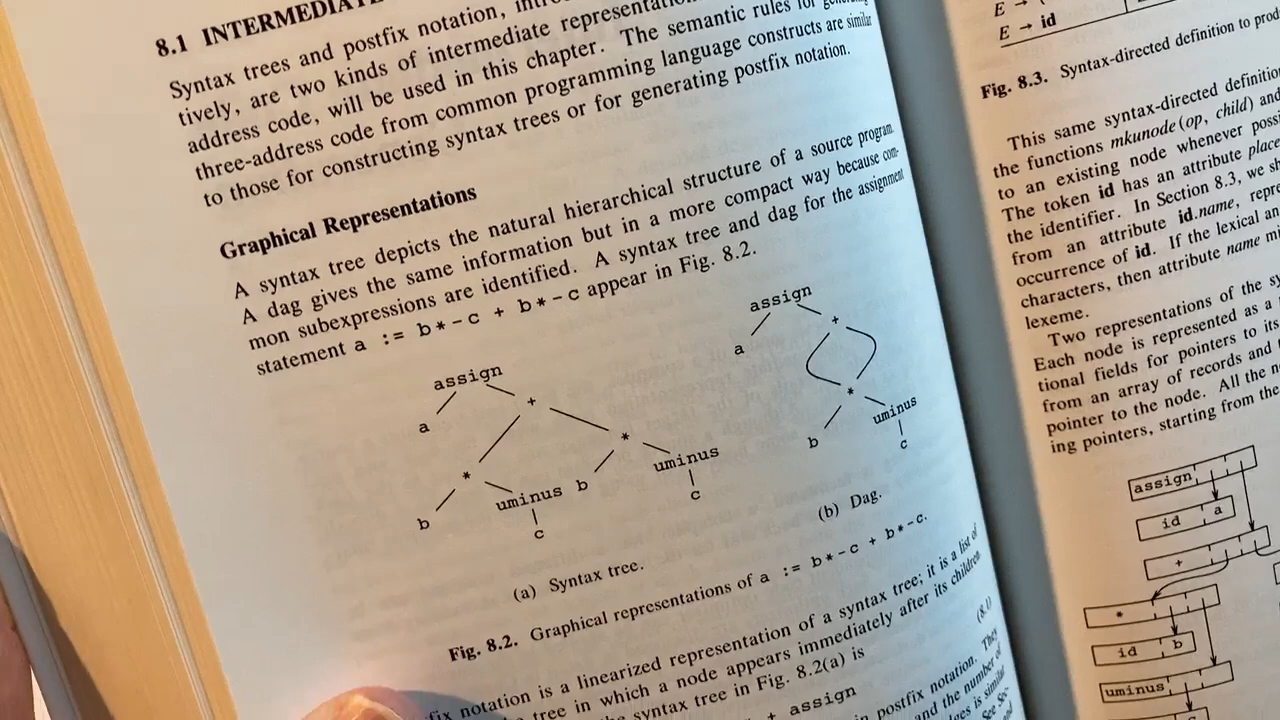 8.1 INTERMEDIATE
Syntax trees and postfix notation,
tively, are two kinds of intermediate
address code, will be used in this chapter. The semantic rules for
three-address code from common programming language constructs are similar
to those for constructing syntax trees or for generating postfix notation.
Graphical Representations
A syntax tree depicts the natural hierarchical structure of a source program.
A dag gives the same information but in a more compact way because com-
mon subexpressions are identified. A syntax tree and dag for the assignment
statement a := b*-c + b*-c appear in Fig. 8.2.
assign
a
+
*
*
b
uminus
c
b
uminus
c
(a) Syntax tree.
assign
a
+
*
b
uminus
c
(b) Dag.
Fig. 8.2. Graphical representations of a := b*-c + b*-c.
notation is a linearized representation of a syntax tree; it is a list of
tree in which a node appears immediately after its children.
syntax tree in Fig. 8.2(a) is
+ assign
(8.1)
in postfix notation. They
and the number of
is similar
See Sec-
E →
E → id
Fig. 8.3. Syntax-directed definition to
This same syntax-directed
the functions mkunode(op, child) and
to an existing node whenever
The token id has an attribute place
the identifier. In Section 8.3, we
from an attribute id.name,
occurrence of id. If the lexical
characters, then attribute name
lexeme.
Two representations of the
Each node is represented as a
tional fields for pointers to its
from an array of records and
pointer to the node. All the
ing pointers, starting from the
assign
id a
+
*
id b
uminus